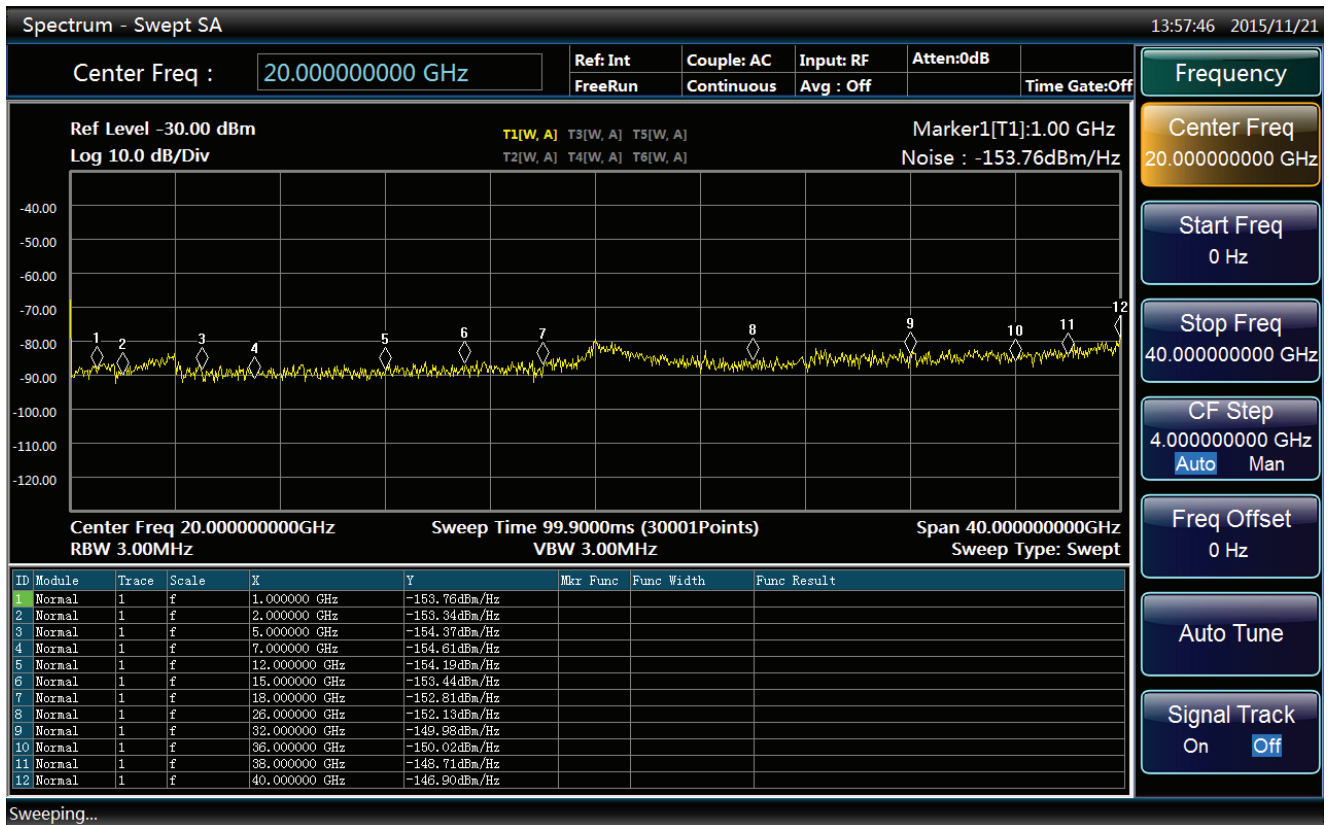 Spectrum - Swept SA 13:57:46 2015/11/21
Center Freq : 20.000000000 GHz
Ref: Int Couple: AC Input: RF Atten:0dB
FreeRun Continuous Avg : Off Time Gate:Off
Ref Level -30.00 dBm
Log 10.0 dB/Div
T1[W, A] T3[W, A] T5[W, A]
T2[W, A] T4[W, A] T6[W, A]
Marker1[T1]:1.00 GHz
Noise : -153.76dBm/Hz
-40.00
-50.00
-60.00
-70.00
-80.00
-90.00
-100.00
-110.00
-120.00
1 2 3 4 5 6 7 8 9 10 11 12
Center Freq 20.000000000GHz Sweep Time 99.9000ms (30001Points) Span 40.000000000GHz
RBW 3.00MHz VBW 3.00MHz Sweep Type: Swept
ID Module Trace Scale X Y Mkr Func Func Width Func Result
1 Normal 1 f 1.000000 GHz -153.76dBm/Hz
2 Normal 1 f 2.000000 GHz -153.34dBm/Hz
3 Normal 1 f 5.000000 GHz -154.37dBm/Hz
4 Normal 1 f 7.000000 GHz -154.61dBm/Hz
5 Normal 1 f 12.000000 GHz -154.19dBm/Hz
6 Normal 1 f 15.000000 GHz -153.44dBm/Hz
7 Normal 1 f 18.000000 GHz -152.81dBm/Hz
8 Normal 1 f 26.000000 GHz -152.13dBm/Hz
9 Normal 1 f 32.000000 GHz -149.98dBm/Hz
10 Normal 1 f 36.000000 GHz -150.02dBm/Hz
11 Normal 1 f 38.000000 GHz -148.71dBm/Hz
12 Normal 1 f 40.000000 GHz -146.90dBm/Hz
Frequency
Center Freq
20.000000000 GHz
Start Freq
0 Hz
Stop Freq
40.000000000 GHz
CF Step
4.000000000 GHz
Auto Man
Freq Offset
0 Hz
Auto Tune
Signal Track
On Off
Sweeping...